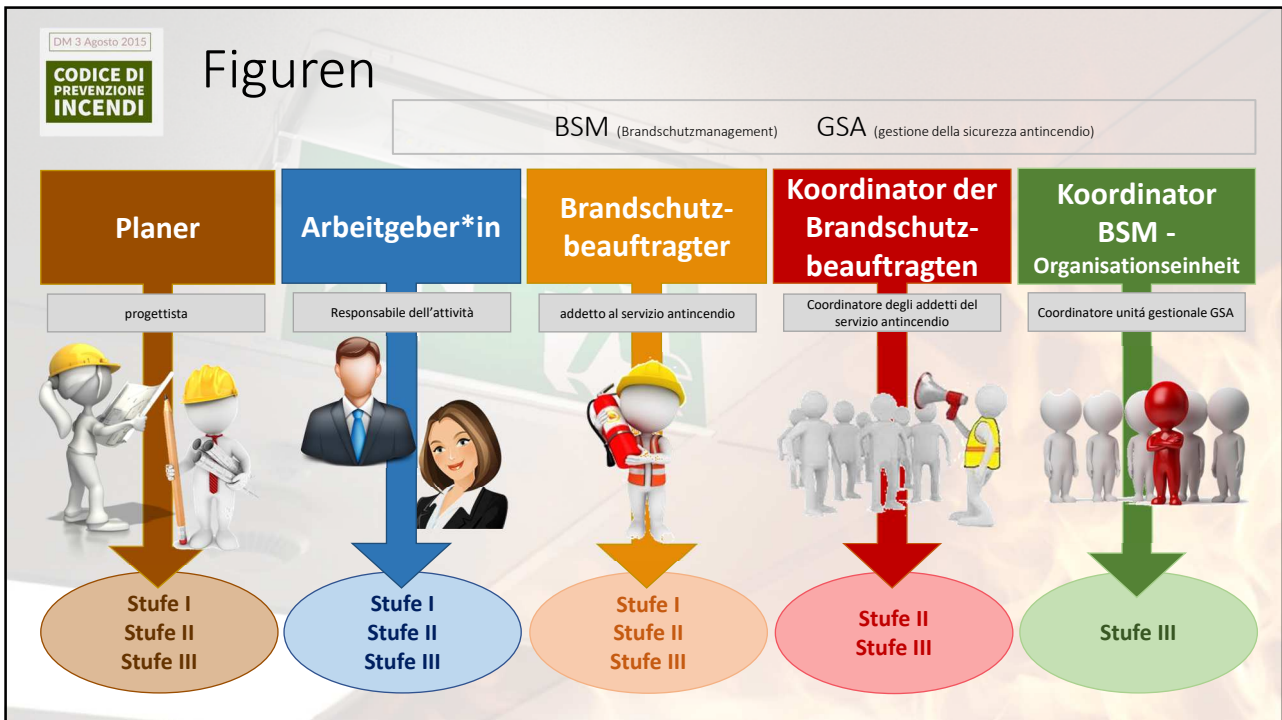 DM 3 Agosto 2015
CODICE DI
PREVENZIONE
INCENDI
Figuren
BSM (Brandschutzmanagement) GSA (gestione della sicurezza antincendio)
Planer
progettista
Stufe I
Stufe II
Stufe III
Arbeitgeber*in
Responsabile dell'attività
Stufe I
Stufe II
Stufe III
Brandschutz-
beauftragter
addetto al servizio antincendio
Stufe I
Stufe II
Stufe III
Koordinator der
Brandschutz-
beauftragten
Coordinatore degli addetti del
servizio antincendio
Stufe II
Stufe III
Koordinator
BSM -
Organisationseinheit
Coordinatore unitá gestionale GSA
Stufe III